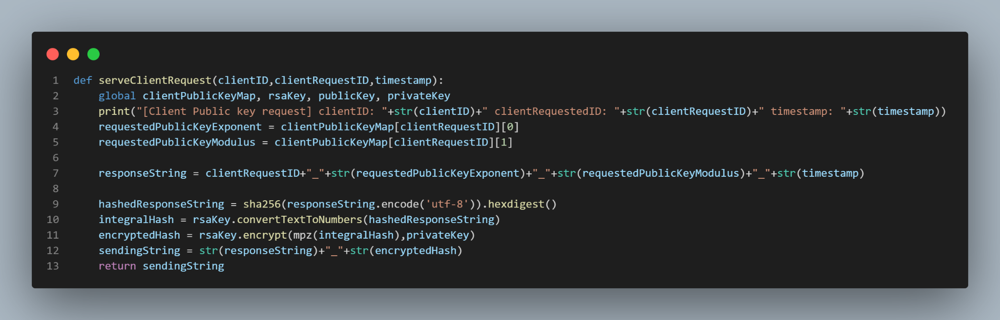 1 def serveClientRequest(clientID,clientRequestID,timestamp):
2     global clientPublicKeyMap, rsaKey, publicKey, privateKey
3     print("[Client Public key request] clientID: "+str(clientID)+" clientRequestedID: "+str(clientRequestID)+" timestamp: "+str(timestamp))
4     requestedPublicKeyExponent = clientPublicKeyMap[clientRequestID][0]
5     requestedPublicKeyModulus = clientPublicKeyMap[clientRequestID][1]
6
7     responseString = clientRequestID+"_"+str(requestedPublicKeyExponent)+"_"+str(requestedPublicKeyModulus)+"_"+str(timestamp)
8
9     hashedResponseString = sha256(responseString.encode('utf-8')).hexdigest()
10     integralHash = rsaKey.convertTextToNumbers(hashedResponseString)
11     encryptedHash = rsaKey.encrypt(mpz(integralHash),privateKey)
12     sendingString = str(responseString)+"_"+str(encryptedHash)
13     return sendingString